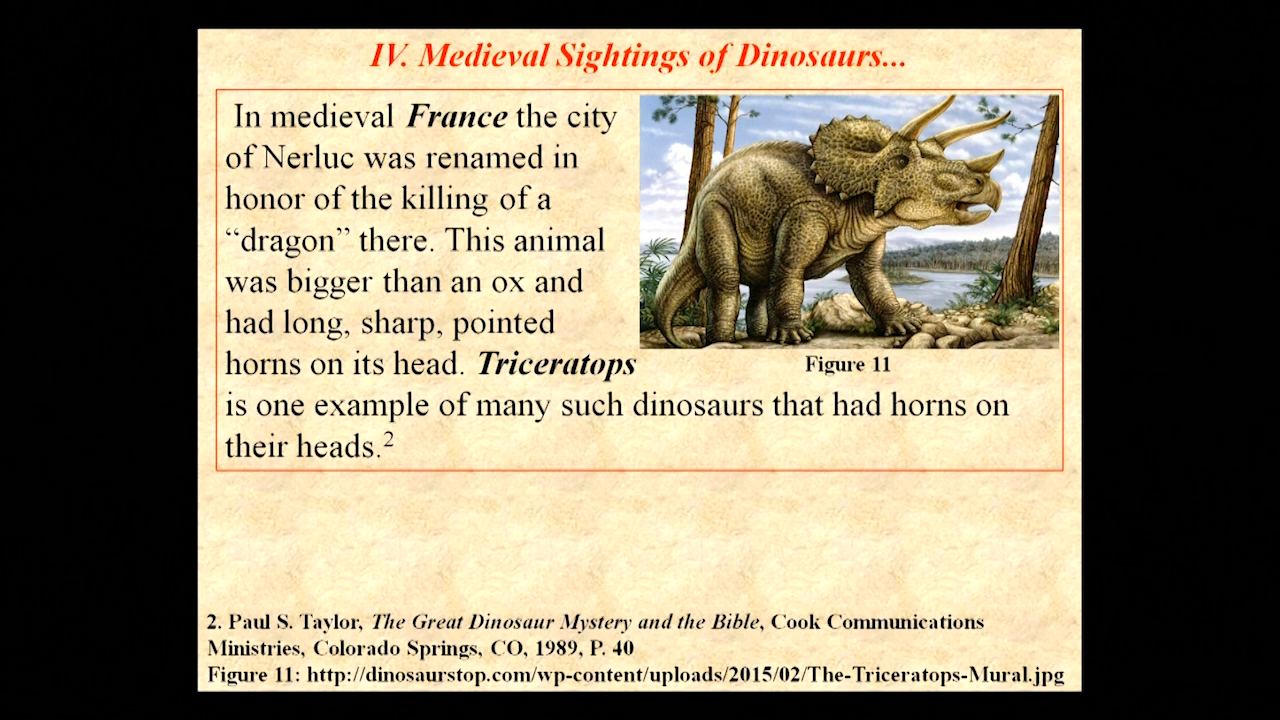 IV. Medieval Sightings of Dinosaurs...
In medieval France the city
of Nerluc was renamed in
honor of the killing of a
“dragon” there. This animal
was bigger than an ox and
had long, sharp, pointed
horns on its head. Triceratops
is one example of many such dinosaurs that had horns on
their heads.2
Figure 11
2. Paul S. Taylor, The Great Dinosaur Mystery and the Bible, Cook Communications
Ministries, Colorado Springs, CO, 1989, P. 40
Figure 11: http://dinosaurstop.com/wp-content/uploads/2015/02/The-Triceratops-Mural.jpg